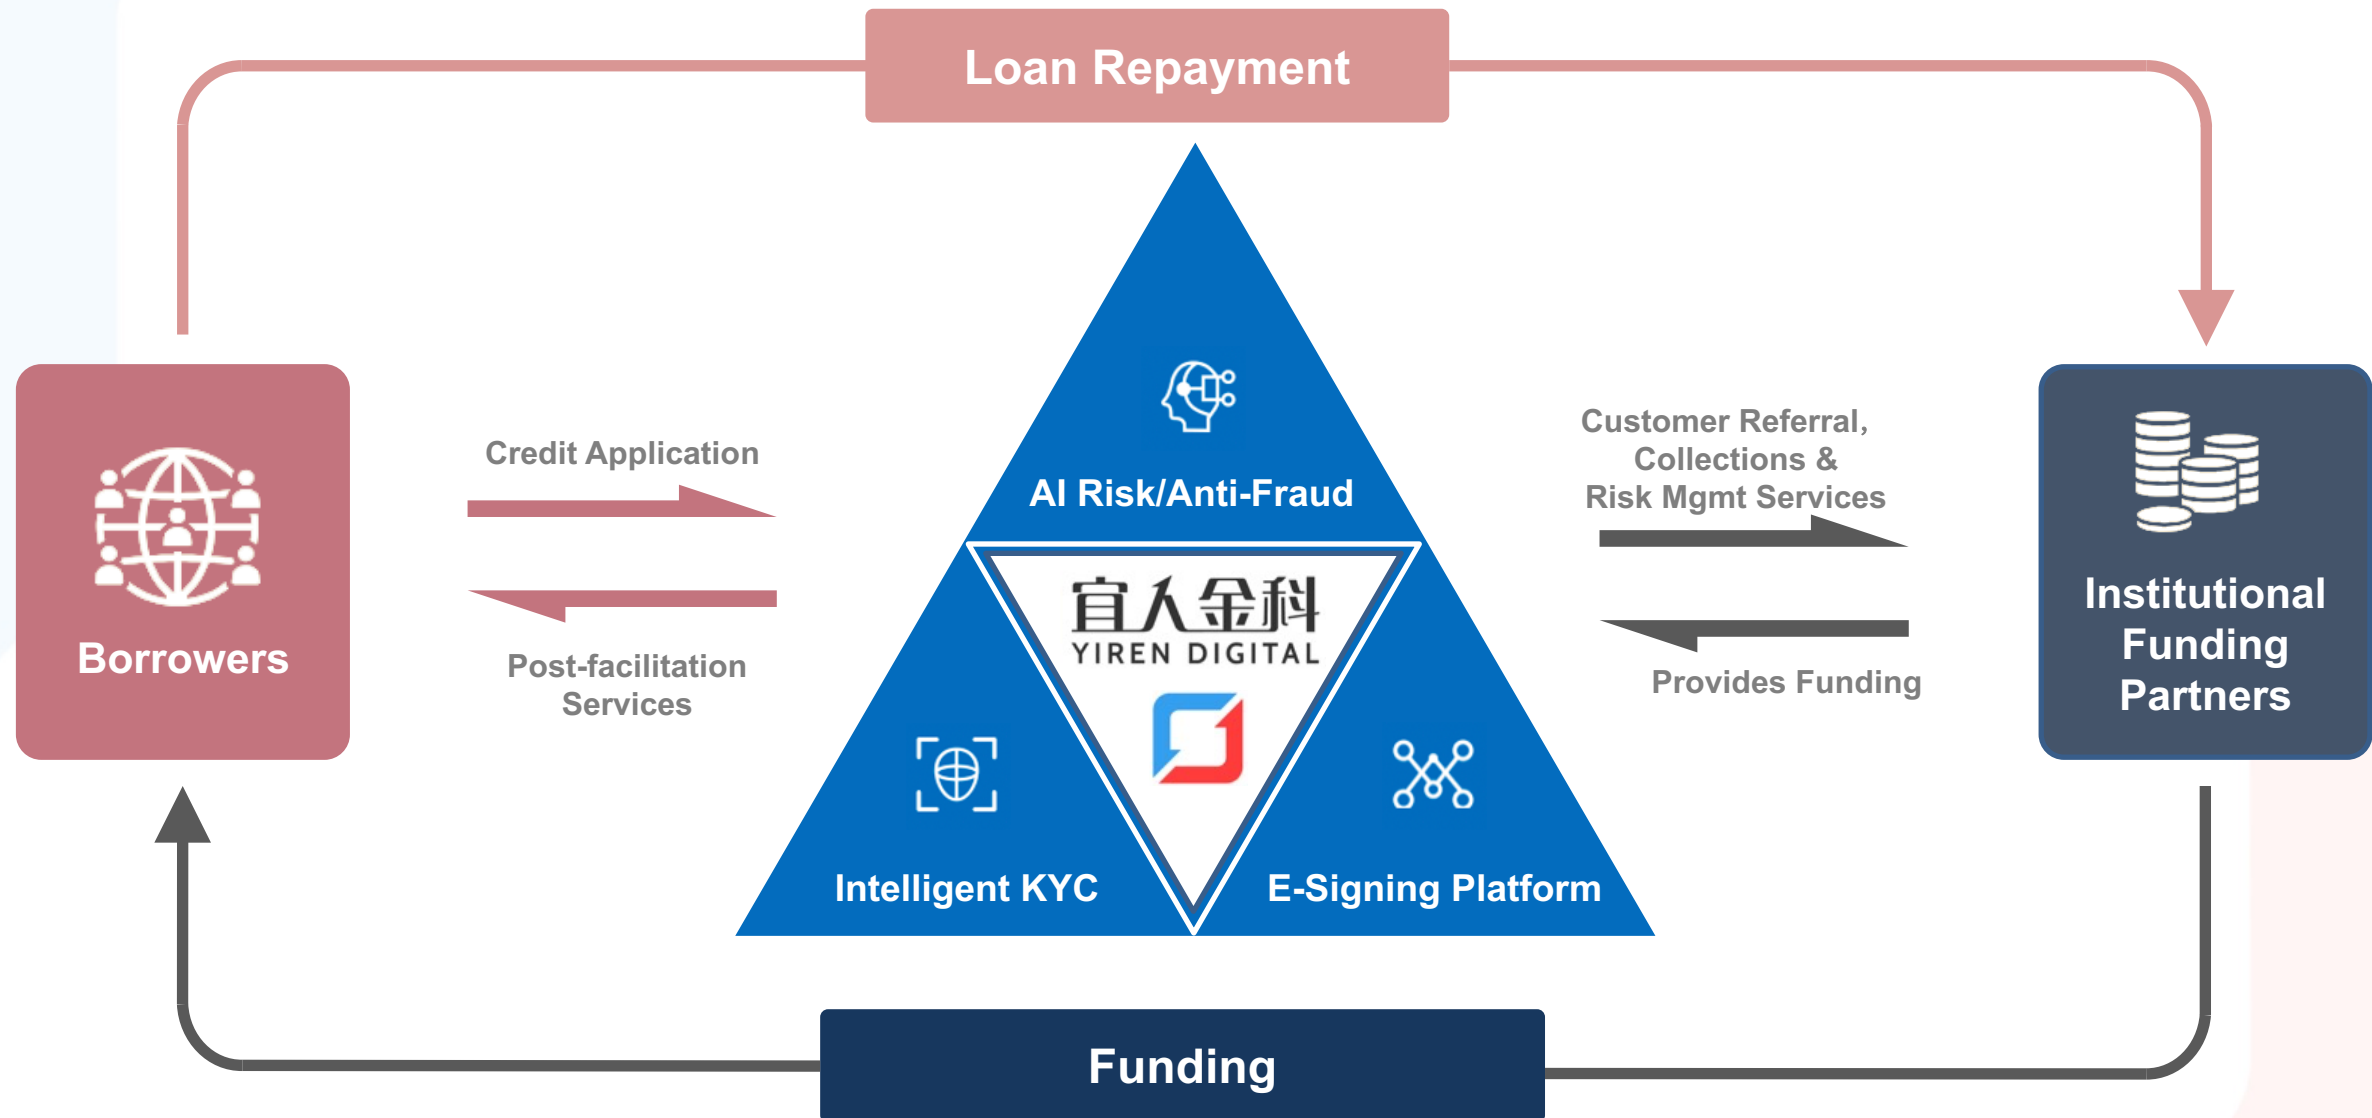 Loan Repayment
Borrowers
Credit Application
Post-facilitation
Services
AI Risk/Anti-Fraud
宜人金科
YIREN DIGITAL
Intelligent KYC
E-Signing Platform
Customer Referral,
Collections &
Risk Mgmt Services
Provides Funding
Institutional
Funding
Partners
Funding